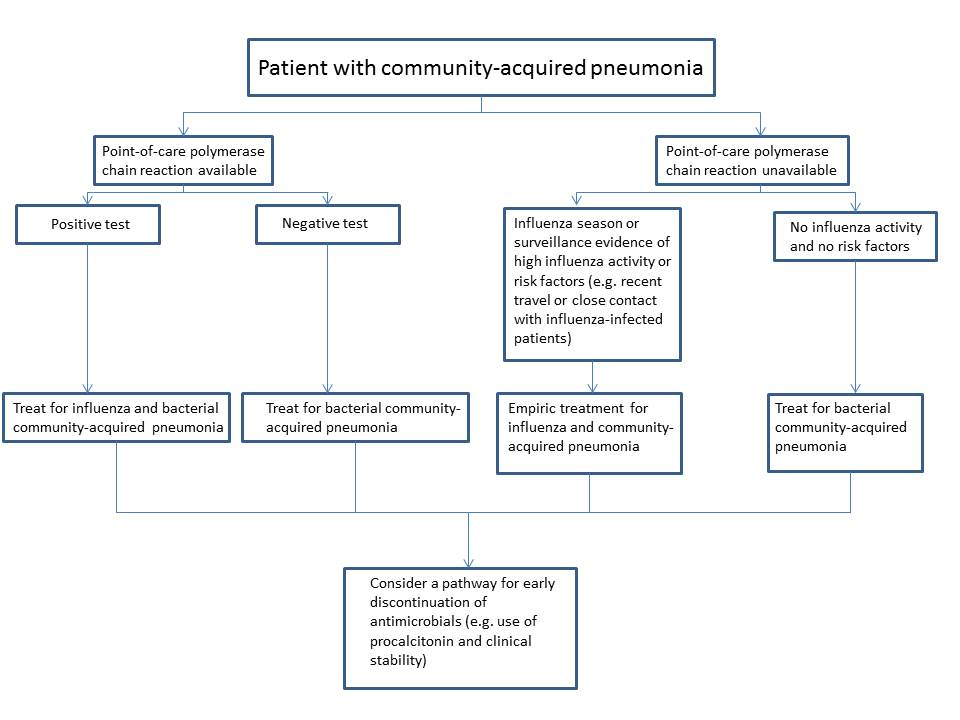 Patient with community-acquired pneumonia
Point-of-care polymerase
chain reaction available
Point-of-care polymerase
chain reaction unavailable
Positive test
Negative test
Influenza season or
surveillance evidence of
high influenza activity or
risk factors (e.g. recent
travel or close contact
with influenza-infected
patients)
No influenza activity
and no risk factors
Treat for influenza and bacterial
community-acquired pneumonia
Treat for bacterial community-
acquired pneumonia
Empiric treatment for
influenza and community-
acquired pneumonia
Treat for bacterial
community-acquired
pneumonia
Consider a pathway for early
discontinuation of
antimicrobials (e.g. use of
procalcitonin and clinical
stability)